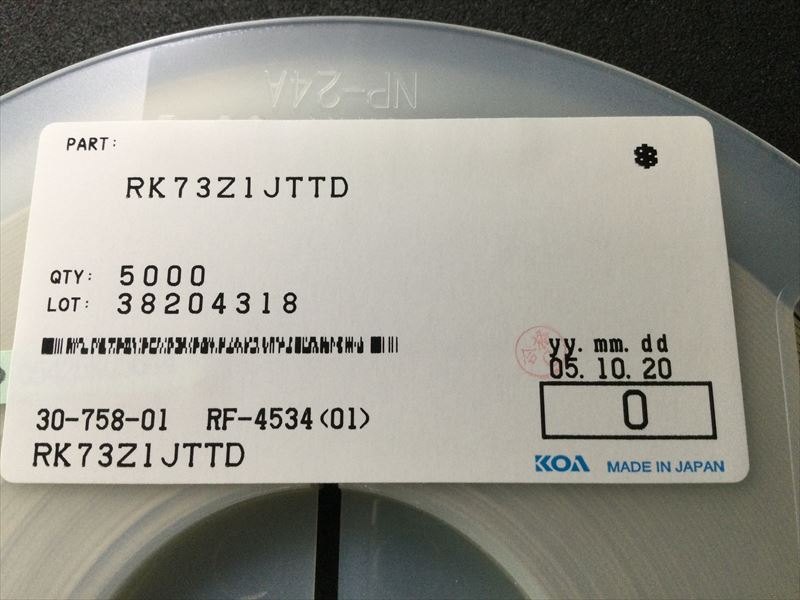 NP-24A
PART:
RK73Z1JTTD
QTY: 5000
LOT: 38204318
yy. mm. dd
05. 10. 20
0
30-758-01 RF-4534(01)
RK73Z1JTTD
KOA MADE IN JAPAN